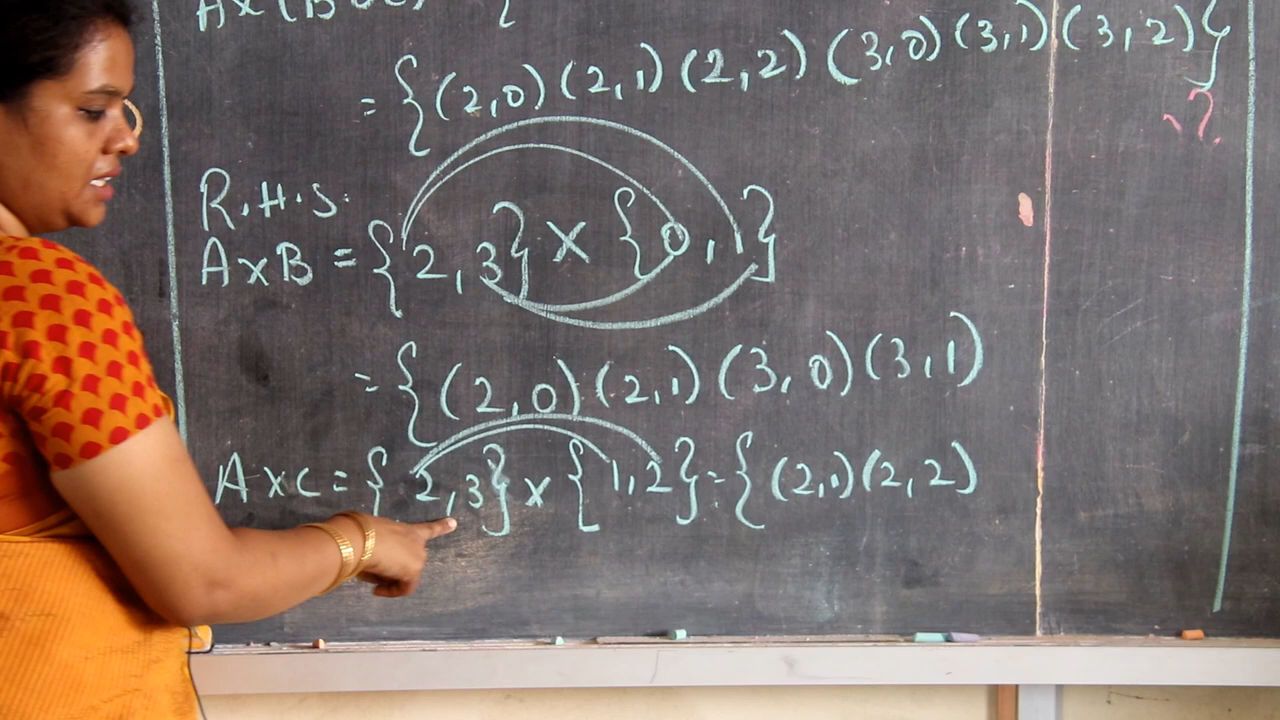 = {(2,0) (2,1) (2,2) (3,0) (3,1) (3,2)}
R.H.S.
A x B = {2,3} x {0,1}
= {(2,0) (2,1) (3,0) (3,1)
A x C = {2,3} x {1,2} = {(2,1) (2,2)